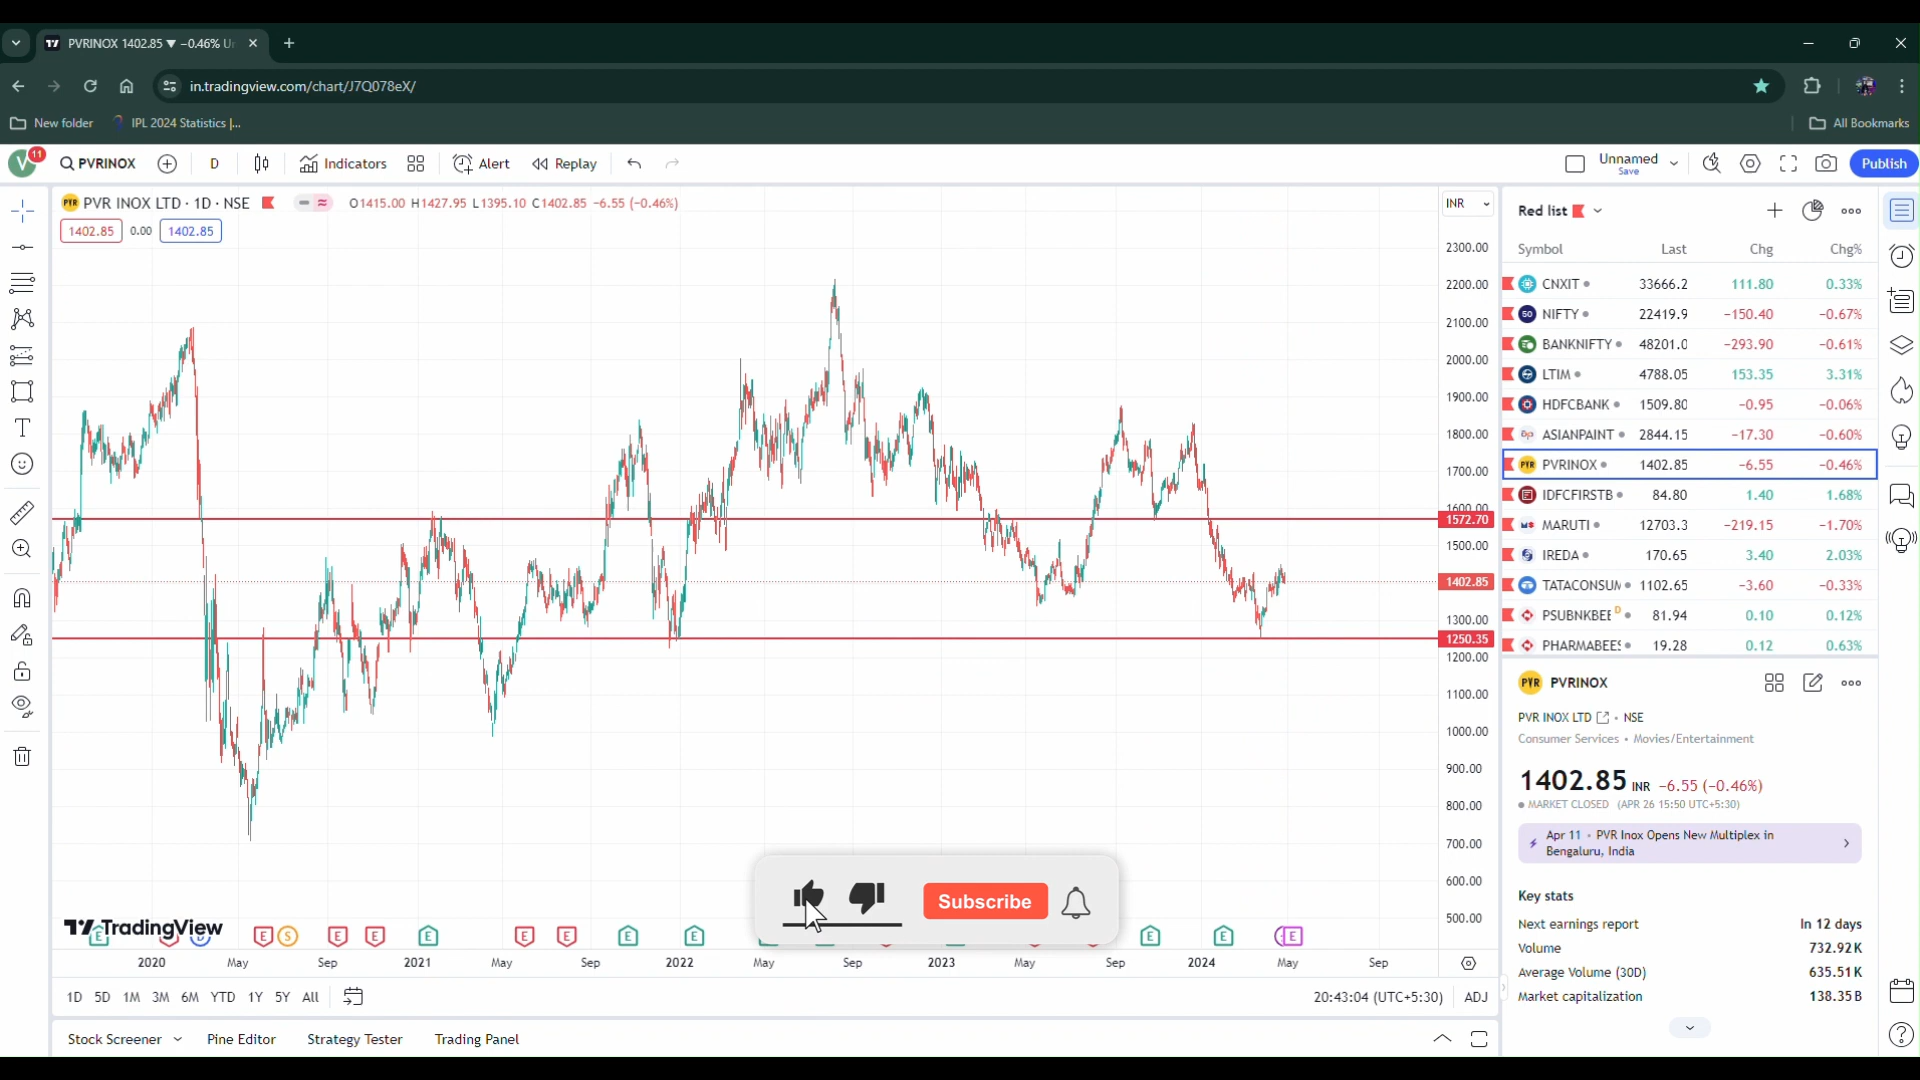 PVRINOX 1402.85 ▼ −0.46% Ur
in.tradingview.com/chart/J7Q078eX/
New folder
IPL 2024 Statistics |...
All Bookmarks
V 11
PVRINOX
D
Indicators
Alert
Replay
Unnamed
Save
Publish
PVR PVR INOX LTD · 1D · NSE
O1415.00 H1427.95 L1395.10 C1402.85 −6.55 (−0.46%)
1402.85 0.00 1402.85
INR
2300.00
2200.00
2100.00
2000.00
1900.00
1800.00
1700.00
1600.00
1572.70
1500.00
1402.85
1300.00
1250.35
1200.00
1100.00
1000.00
900.00
800.00
700.00
600.00
500.00
Subscribe
TradingView
E E S E E E E E E E E E E
2020 May Sep 2021 May Sep 2022 May Sep 2023 May Sep 2024 May Sep
1D 5D 1M 3M 6M YTD 1Y 5Y All
20:43:04 (UTC+5:30) ADJ
Stock Screener Pine Editor Strategy Tester Trading Panel
Red list
Symbol Last Chg Chg%
CNXIT 33666.2 111.80 0.33%
50 NIFTY 22419.9 −150.40 −0.67%
BANKNIFTY 48201.0 −293.90 −0.61%
LTIM 4788.05 153.35 3.31%
HDFCBANK 1509.80 −0.95 −0.06%
ap ASIANPAINT 2844.15 −17.30 −0.60%
PVR PVRINOX 1402.85 −6.55 −0.46%
IDFCFIRSTB 84.80 1.40 1.68%
MARUTI 12703.3 −219.15 −1.70%
IREDA 170.65 3.40 2.03%
TATACONSUM 1102.65 −3.60 −0.33%
PSUBNKBEE D 81.94 0.10 0.12%
PHARMABEES 19.28 0.12 0.63%
PVR PVRINOX
PVR INOX LTD · NSE
Consumer Services • Movies/Entertainment
1402.85 INR −6.55 (−0.46%)
MARKET CLOSED (APR 26 15:50 UTC+5:30)
Apr 11 · PVR Inox Opens New Multiplex in
Bengaluru, India
Key stats
Next earnings report In 12 days
Volume 732.92K
Average Volume (30D) 635.51K
Market capitalization 138.35B